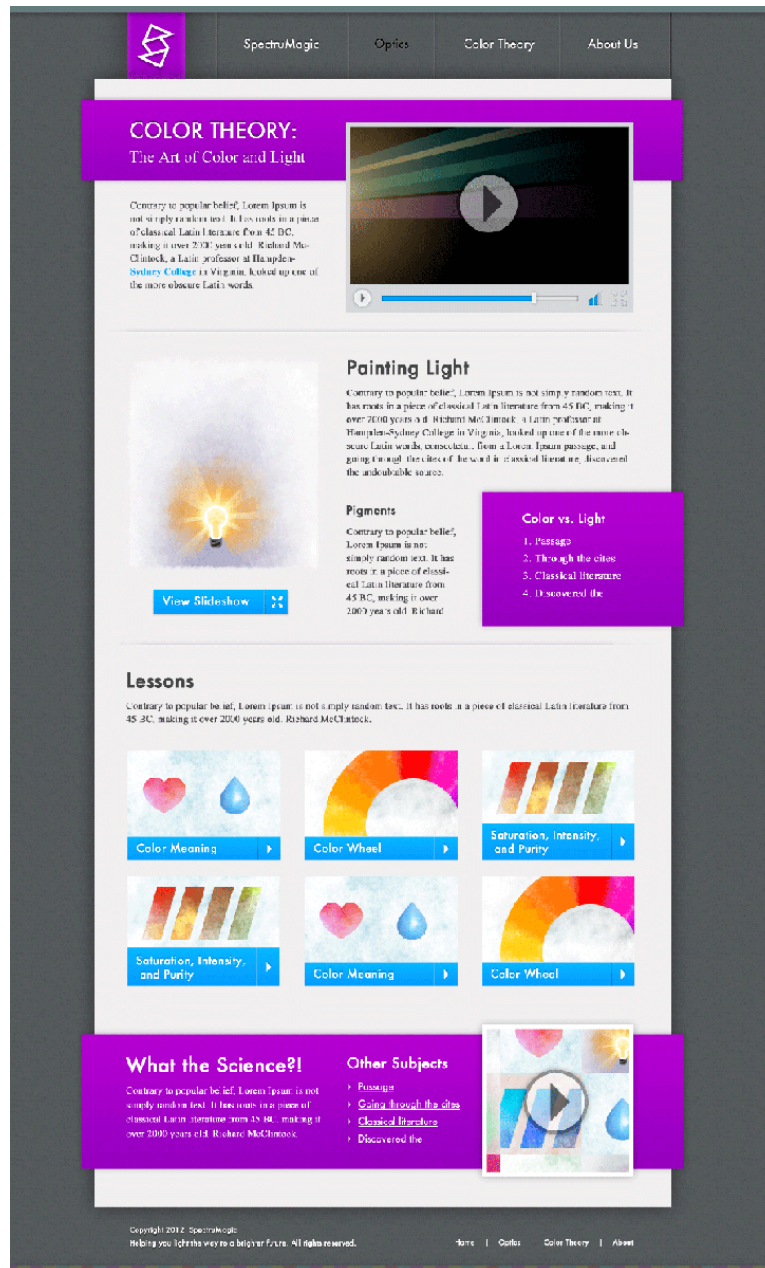 SpectruMagic
Optics
Color Theory
About Us
COLOR THEORY:
The Art of Color and Light
Contrary to popular belief, Lorem Ipsum is
not simply random text. It has roots in a piece
of classical Latin literature from 45 BC,
making it over 2000 years old. Richard Mc-
Clintock, a Latin professor at Hampden-
Sydney College in Virginia, looked up one of
the more obscure Latin words.
Painting Light
Contrary to popular belief, Lorem Ipsum is not simply random text. It
has roots in a piece of classical Latin literature from 45 BC, making it
over 2000 years old. Richard McClintock, a Latin professor at
Hampden-Sydney College in Virginia, looked up one of the more ob-
scure Latin words, consectetur, from a Lorem Ipsum passage, and
going through the cites of the word in classical literature, discovered
the undoubtable source.
Pigments
Contrary to popular belief,
Lorem Ipsum is not
simply random text. It has
roots in a piece of classi-
cal Latin literature from
45 BC, making it over
2000 years old. Richard
Color vs. Light
1. Passage
2. Through the cites
3. Classical literature
4. Discovered the
View Slideshow
Lessons
Contrary to popular belief, Lorem Ipsum is not simply random text. It has roots in a piece of classical Latin literature from
45 BC, making it over 2000 years old. Richard McClintock.
Color Meaning
Color Wheel
Saturation, Intensity,
and Purity
Saturation, Intensity,
and Purity
Color Meaning
Color Wheel
What the Science?!
Contrary to popular belief, Lorem Ipsum is not
simply random text. It has roots in a piece of
classical Latin literature from 45 BC, making it
over 2000 years old. Richard McClintock.
Other Subjects
Passage
Going through the cites
Classical literature
Discovered the
Copyright 2012 SpectruMagic
Helping you light the way to a brighter future. All rights reserved.
Home | Optics Color Theory | About